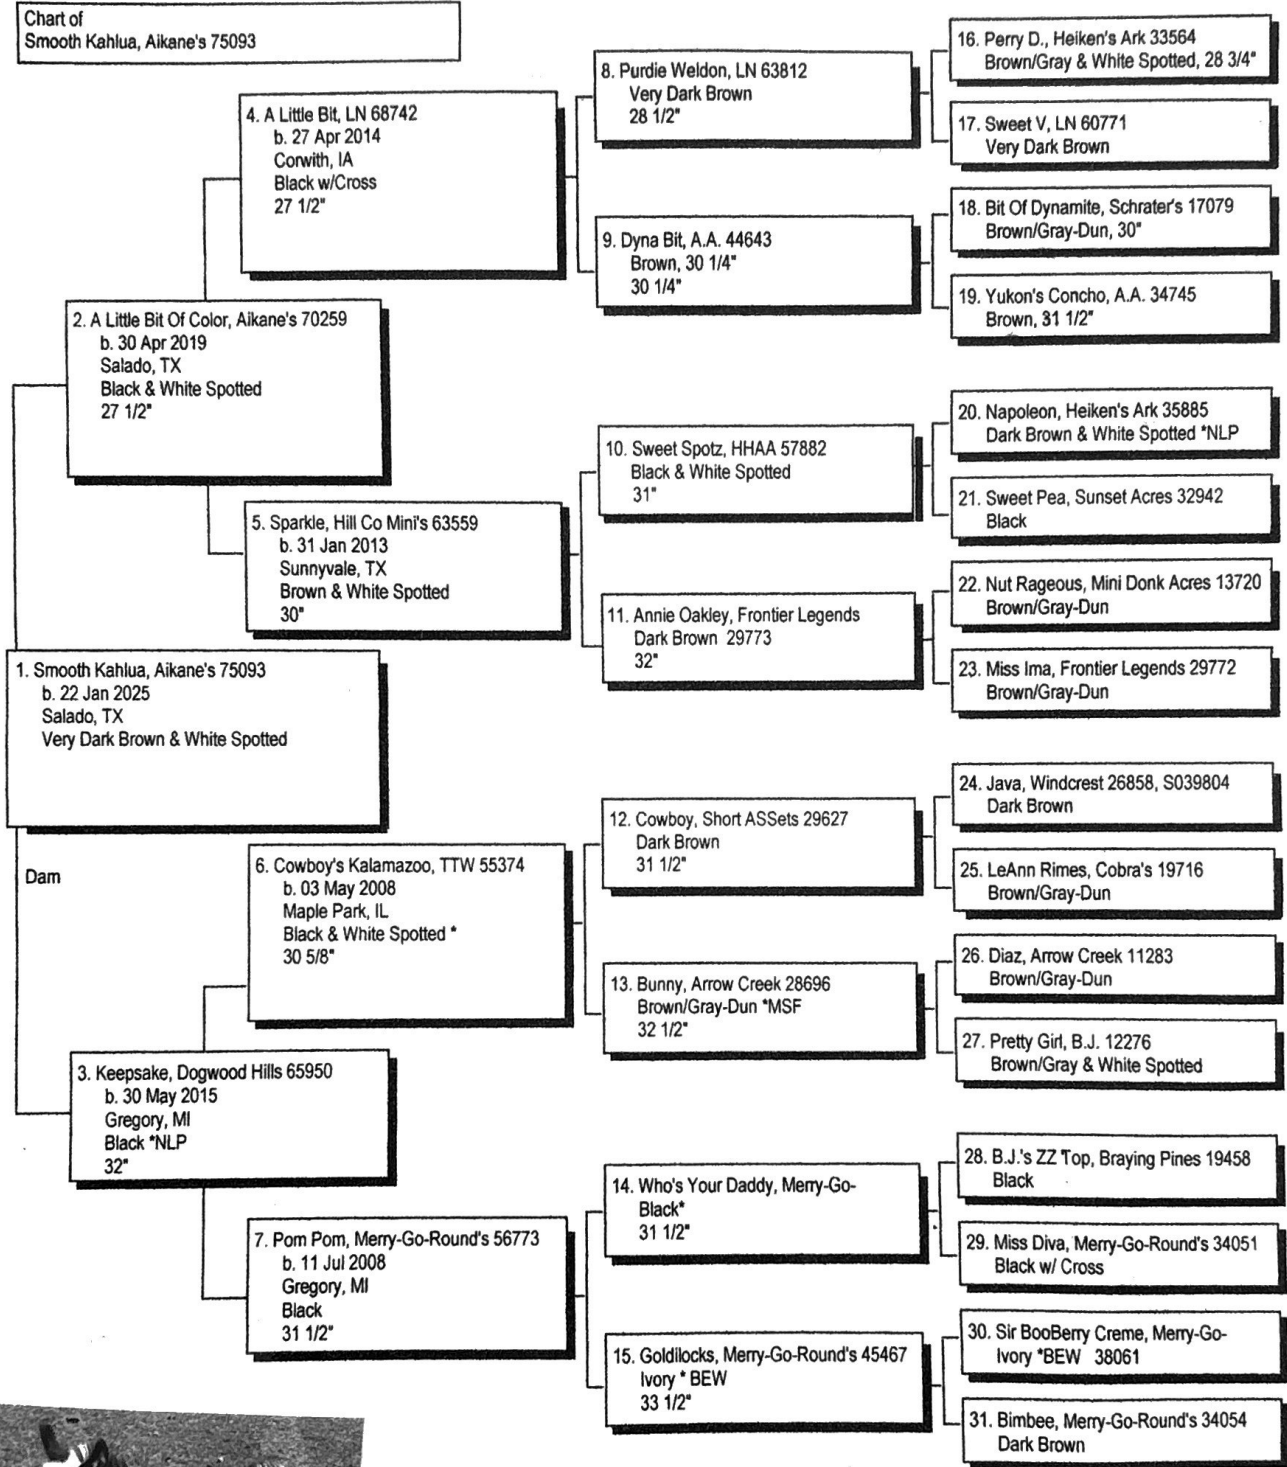 Chart of
Smooth Kahlua, Aikane's 75093
1. Smooth Kahlua, Aikane's 75093
b. 22 Jan 2025
Salado, TX
Very Dark Brown & White Spotted
Dam
2. A Little Bit Of Color, Aikane's 70259
b. 30 Apr 2019
Salado, TX
Black & White Spotted
27 1/2"
3. Keepsake, Dogwood Hills 65950
b. 30 May 2015
Gregory, MI
Black *NLP
32"
4. A Little Bit, LN 68742
b. 27 Apr 2014
Corwith, IA
Black w/Cross
27 1/2"
5. Sparkle, Hill Co Mini's 63559
b. 31 Jan 2013
Sunnyvale, TX
Brown & White Spotted
30"
6. Cowboy's Kalamazoo, TTW 55374
b. 03 May 2008
Maple Park, IL
Black & White Spotted *
30 5/8"
7. Pom Pom, Merry-Go-Round's 56773
b. 11 Jul 2008
Gregory, MI
Black
31 1/2"
8. Purdie Weldon, LN 63812
Very Dark Brown
28 1/2"
9. Dyna Bit, A.A. 44643
Brown, 30 1/4"
30 1/4"
10. Sweet Spotz, HHAA 57882
Black & White Spotted
31"
11. Annie Oakley, Frontier Legends
Dark Brown 29773
32"
12. Cowboy, Short ASSets 29627
Dark Brown
31 1/2"
13. Bunny, Arrow Creek 28696
Brown/Gray-Dun *MSF
32 1/2"
14. Who's Your Daddy, Merry-Go-
Black*
31 1/2"
15. Goldilocks, Merry-Go-Round's 45467
Ivory * BEW
33 1/2"
16. Perry D., Heiken's Ark 33564
Brown/Gray & White Spotted, 28 3/4"
17. Sweet V, LN 60771
Very Dark Brown
18. Bit Of Dynamite, Schrater's 17079
Brown/Gray-Dun, 30"
19. Yukon's Concho, A.A. 34745
Brown, 31 1/2"
20. Napoleon, Heiken's Ark 35885
Dark Brown & White Spotted *NLP
21. Sweet Pea, Sunset Acres 32942
Black
22. Nut Rageous, Mini Donk Acres 13720
Brown/Gray-Dun
23. Miss Ima, Frontier Legends 29772
Brown/Gray-Dun
24. Java, Windcrest 26858, S039804
Dark Brown
25. LeAnn Rimes, Cobra's 19716
Brown/Gray-Dun
26. Diaz, Arrow Creek 11283
Brown/Gray-Dun
27. Pretty Girl, B.J. 12276
Brown/Gray & White Spotted
28. B.J.'s ZZ Top, Braying Pines 19458
Black
29. Miss Diva, Merry-Go-Round's 34051
Black w/ Cross
30. Sir BooBerry Creme, Merry-Go-
Ivory *BEW 38061
31. Bimbee, Merry-Go-Round's 34054
Dark Brown